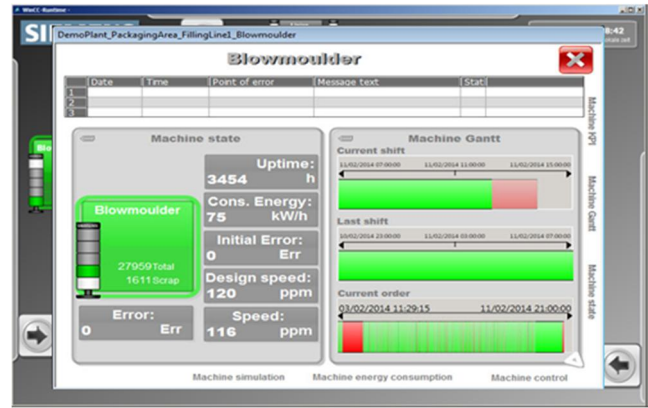 WinCC-Runtime -
SI
8:42
DemoPlant_PackagingArea_FillingLine1_Blowmoulder
Blowmoulder
Date Time Point of error Message text Stat
1
2
3
Machine state
Uptime:
3454 h
Cons. Energy:
75 kW/h
Initial Error:
0 Err
Design speed:
120 ppm
Speed:
116 ppm
Blo
Blowmoulder
27959 Total
1611 Scrap
Error:
0 Err
Machine Gantt
Current shift
11/02/2014 07:00:00 11/02/2014 11:00:00 11/02/2014 15:00:00
Last shift
10/02/2014 23:00:00 11/02/2014 03:00:00 11/02/2014 07:00:00
Current order
03/02/2014 11:29:15 11/02/2014 21:00:00
Machine KPI
Machine Gantt
Machine state
Machine simulation Machine energy consumption Machine control